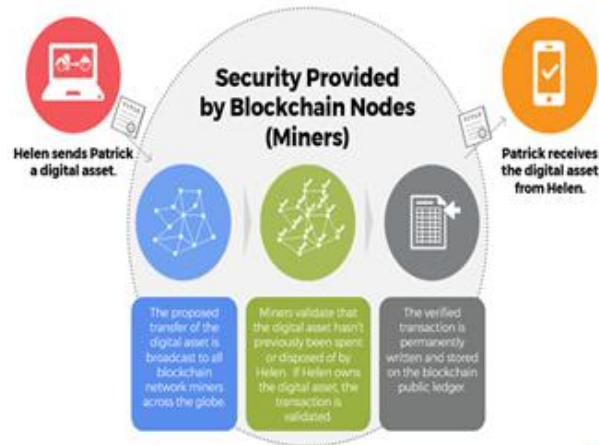 Security Provided
by Blockchain Nodes
(Miners)
TITLE
Helen sends Patrick
a digital asset.
TITLE
Patrick receives
the digital asset
from Helen.
The proposed
transfer of the
digital asset is
broadcast to all
blockchain
network miners
across the globe.
Miners validate that
the digital asset hasn't
previously been spent
or disposed of by
Helen. If Helen owns
the digital asset, the
transaction is
validated.
The verified
transaction is
permanently
written and stored
on the blockchain
public ledger.